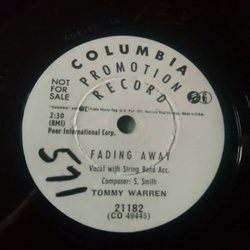 COLUMBIA
PROMOTION
RECORD
NOT
FOR
SALE
2:30
(BMI)
Peer International Corp.
FADING AWAY
Vocal with String Band Acc.
Composer: S. Smith
TOMMY WARREN
21182
(CO 49445)